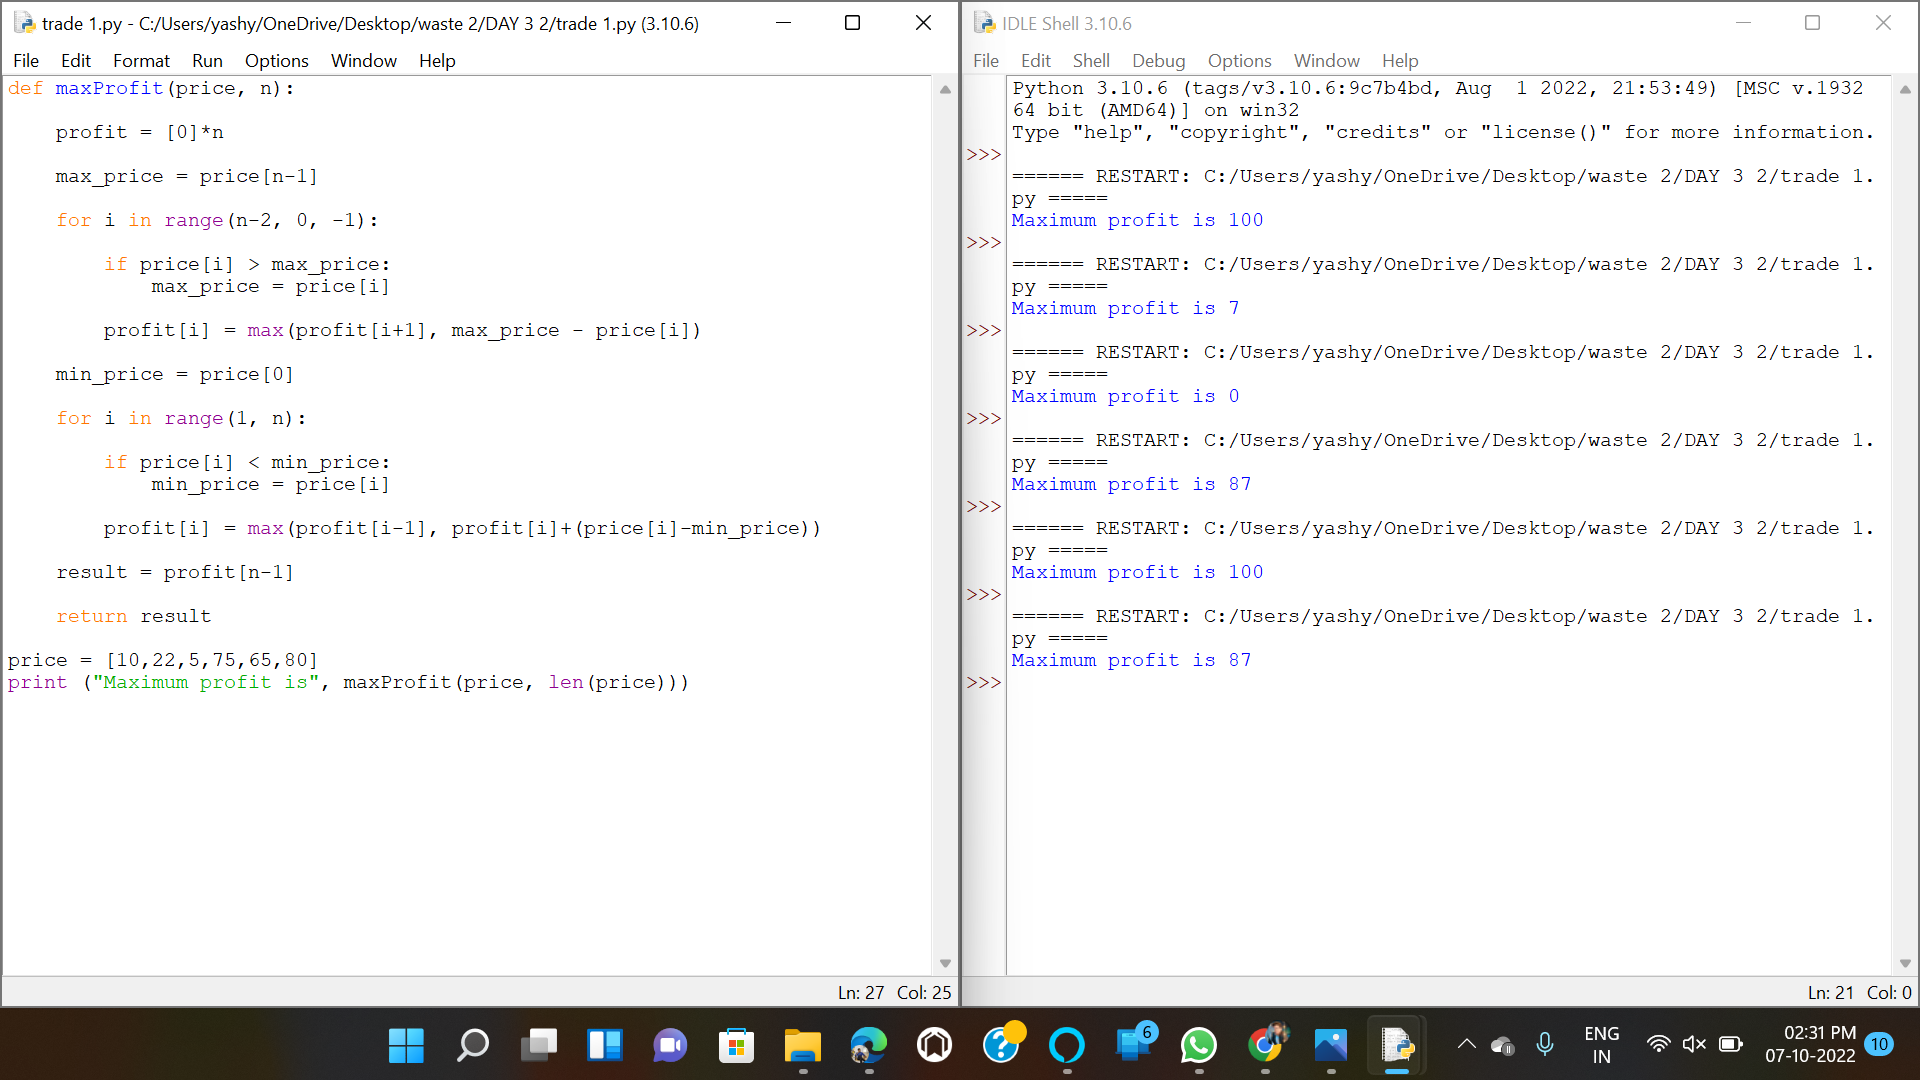 trade 1.py - C:/Users/yashy/OneDrive/Desktop/waste 2/DAY 3 2/trade 1.py (3.10.6)
File Edit Format Run Options Window Help
def maxProfit(price, n):
    profit = [0]*n
    max_price = price[n-1]
    for i in range(n-2, 0, -1):
        if price[i] > max_price:
            max_price = price[i]
        profit[i] = max(profit[i+1], max_price - price[i])
    min_price = price[0]
    for i in range(1, n):
        if price[i] < min_price:
            min_price = price[i]
        profit[i] = max(profit[i-1], profit[i]+(price[i]-min_price))
    result = profit[n-1]
    return result
price = [10,22,5,75,65,80]
print ("Maximum profit is", maxProfit(price, len(price)))
Ln: 27 Col: 25
IDLE Shell 3.10.6
File Edit Shell Debug Options Window Help
Python 3.10.6 (tags/v3.10.6:9c7b4bd, Aug  1 2022, 21:53:49) [MSC v.1932
64 bit (AMD64)] on win32
Type "help", "copyright", "credits" or "license()" for more information.
>>>
====== RESTART: C:/Users/yashy/OneDrive/Desktop/waste 2/DAY 3 2/trade 1.
py =====
Maximum profit is 100
>>>
====== RESTART: C:/Users/yashy/OneDrive/Desktop/waste 2/DAY 3 2/trade 1.
py =====
Maximum profit is 7
>>>
====== RESTART: C:/Users/yashy/OneDrive/Desktop/waste 2/DAY 3 2/trade 1.
py =====
Maximum profit is 0
>>>
====== RESTART: C:/Users/yashy/OneDrive/Desktop/waste 2/DAY 3 2/trade 1.
py =====
Maximum profit is 87
>>>
====== RESTART: C:/Users/yashy/OneDrive/Desktop/waste 2/DAY 3 2/trade 1.
py =====
Maximum profit is 100
>>>
====== RESTART: C:/Users/yashy/OneDrive/Desktop/waste 2/DAY 3 2/trade 1.
py =====
Maximum profit is 87
>>>
Ln: 21 Col: 0
6
ENG
IN
02:31 PM
07-10-2022
10